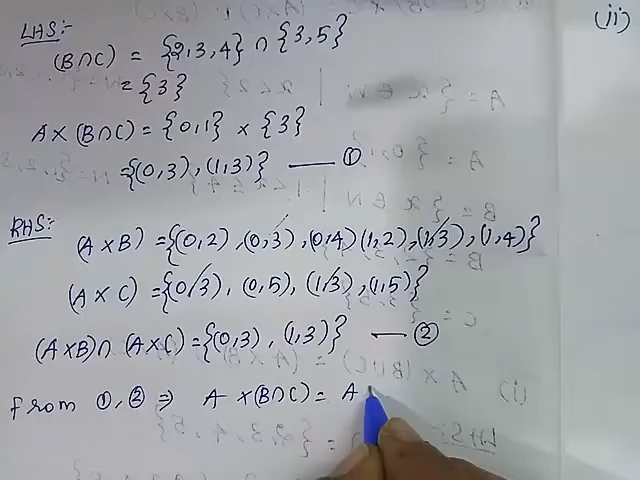 (ii)
LHS:-
(B∩C) = {2,3,4} ∩ {3,5}
= {3}
A × (B∩C) = {0,1} × {3}
= {(0,3), (1,3)} —— ①
RHS:-
(A×B) = {(0,2), (0,3), (0,4) (1,2), (1,3), (1,4)}
(A × C) = {(0,3), (0,5), (1,3), (1,5)}
(A×B)∩ (A×C) = {(0,3), (1,3)} —— ②
from ①, ② ⇒ A ×(B∩C) = A